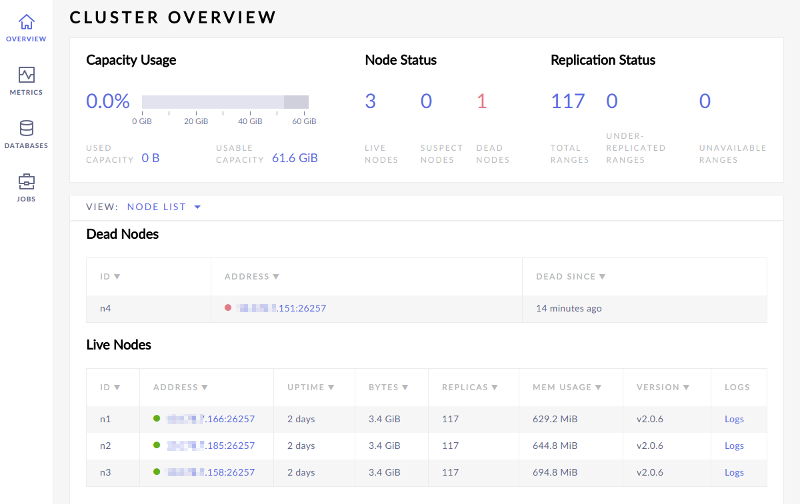 CLUSTER OVERVIEW
OVERVIEW
METRICS
DATABASES
JOBS
Capacity Usage
0.0%
0 GiB 20 GiB 40 GiB 60 GiB
USED CAPACITY 0 B
USABLE CAPACITY 61.6 GiB
Node Status
3 0 1
LIVE NODES SUSPECT NODES DEAD NODES
Replication Status
117 0 0
TOTAL RANGES UNDER-REPLICATED RANGES UNAVAILABLE RANGES
VIEW: NODE LIST ▼
Dead Nodes
ID ▼ ADDRESS ▼ DEAD SINCE ▼
n4 .151:26257 14 minutes ago
Live Nodes
ID ▼ ADDRESS ▼ UPTIME ▼ BYTES ▼ REPLICAS ▼ MEM USAGE ▼ VERSION ▼ LOGS
n1 .166:26257 2 days 3.4 GiB 117 629.2 MiB v2.0.6 Logs
n2 .185:26257 2 days 3.4 GiB 117 644.8 MiB v2.0.6 Logs
n3 .158:26257 2 days 3.4 GiB 117 694.8 MiB v2.0.6 Logs